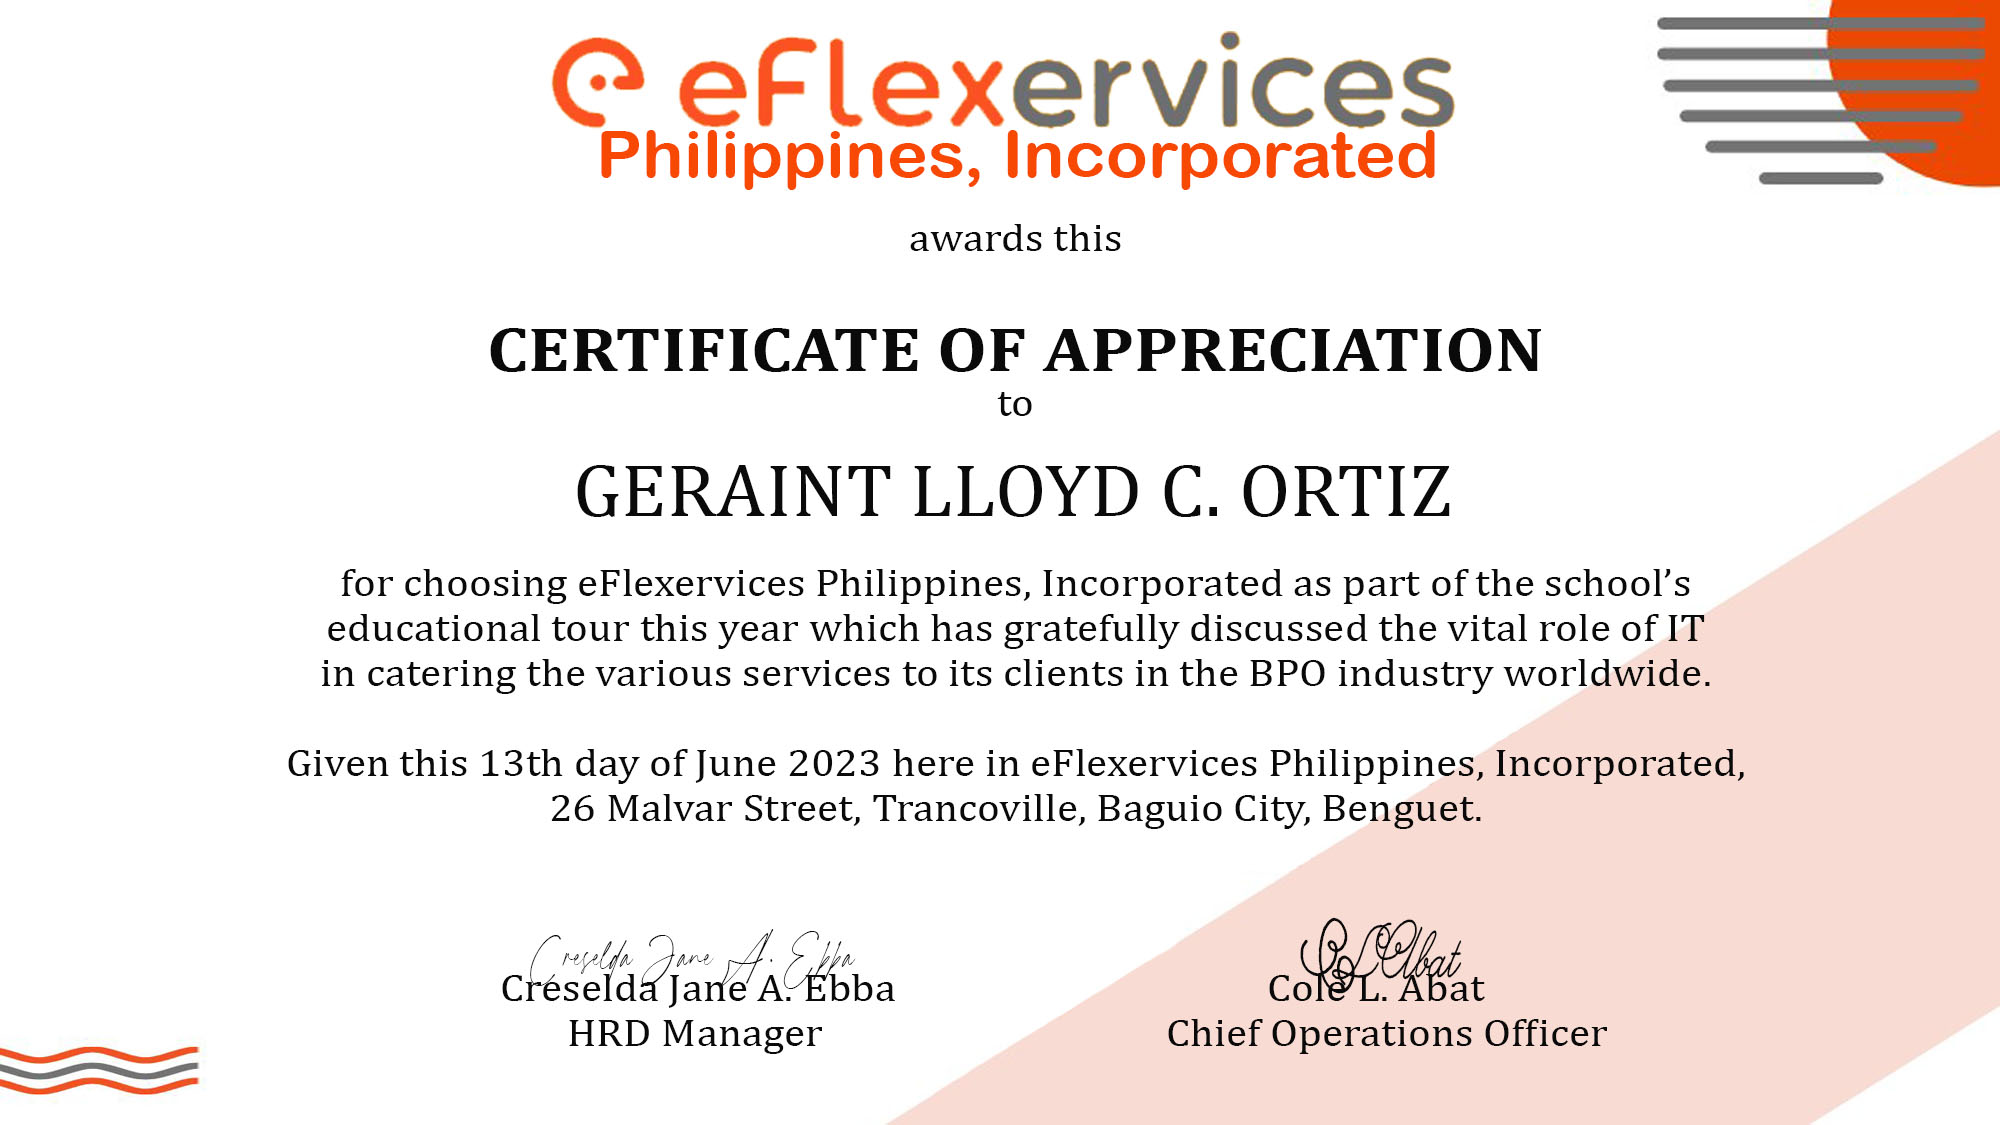 eFlexervices
Philippines, Incorporated
awards this
CERTIFICATE OF APPRECIATION
to
GERAINT LLOYD C. ORTIZ
for choosing eFlexervices Philippines, Incorporated as part of the school’s
educational tour this year which has gratefully discussed the vital role of IT
in catering the various services to its clients in the BPO industry worldwide.
Given this 13th day of June 2023 here in eFlexervices Philippines, Incorporated,
26 Malvar Street, Trancoville, Baguio City, Benguet.
Creselda Jane A. Ebba
Creselda Jane A. Ebba
HRD Manager
CLAbat
Cole L. Abat
Chief Operations Officer